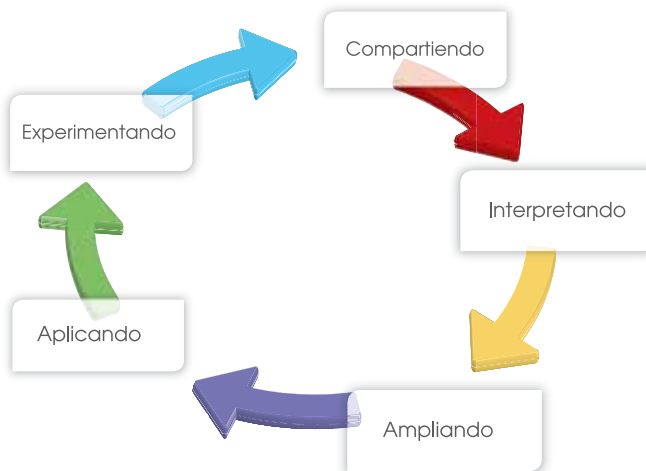 Compartiendo
Experimentando
Interpretando
Aplicando
Ampliando